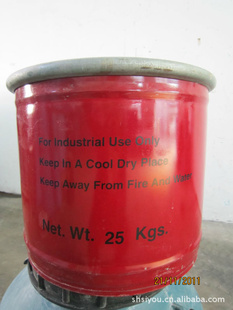 For Industrial Use Only
Keep In A Cool Dry Place
Keep Away From Fire And
Net. Wt. 25 Kgs.
2011
shsiyou.cn.alibaba.com